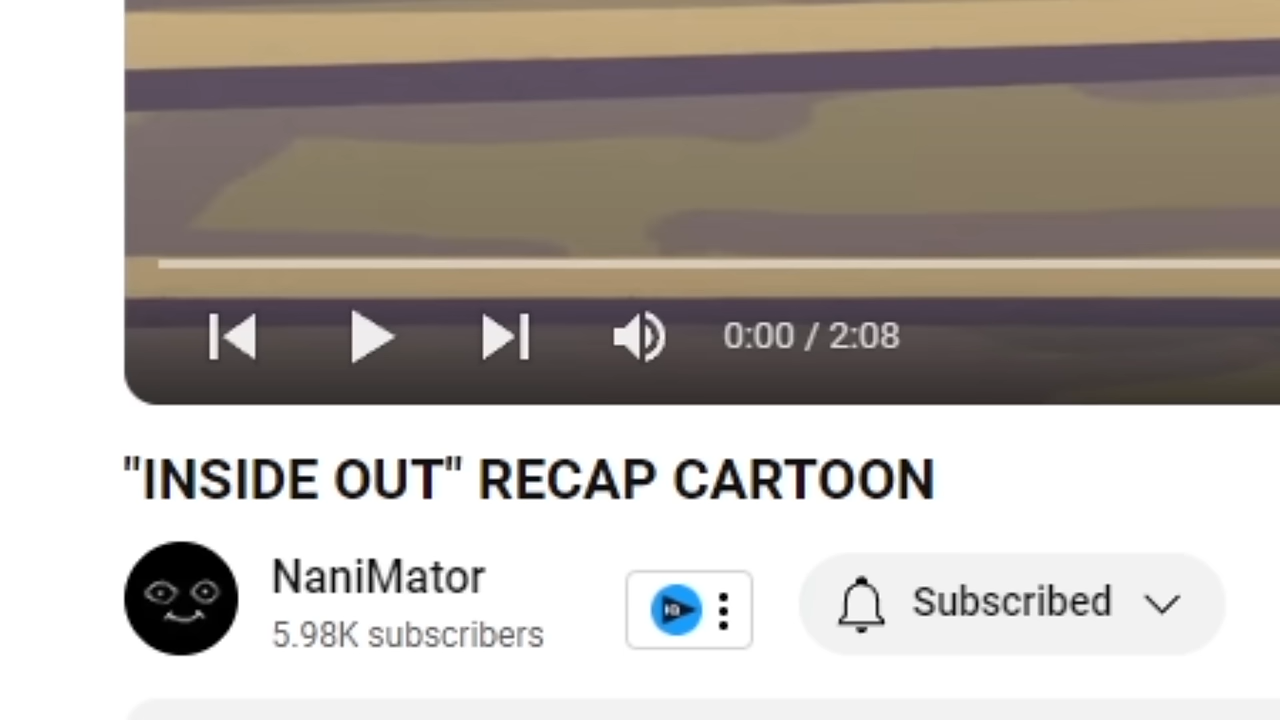 0:00 / 2:08
"INSIDE OUT" RECAP CARTOON
NaniMator
5.98K subscribers
Subscribed